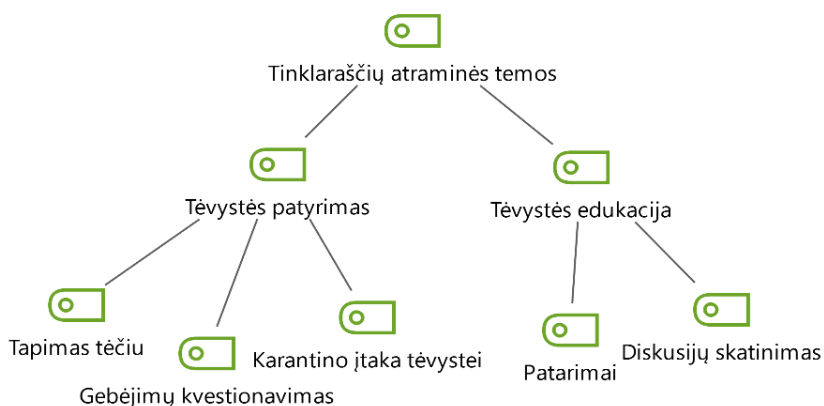 Tinklaraščių atraminės temos
Tėvystės patyrimas
Tėvystės edukacija
Tapimas tėčiu
Gebėjimų kvestionavimas
Karantino įtaka tėvystei
Patarimai
Diskusijų skatinimas